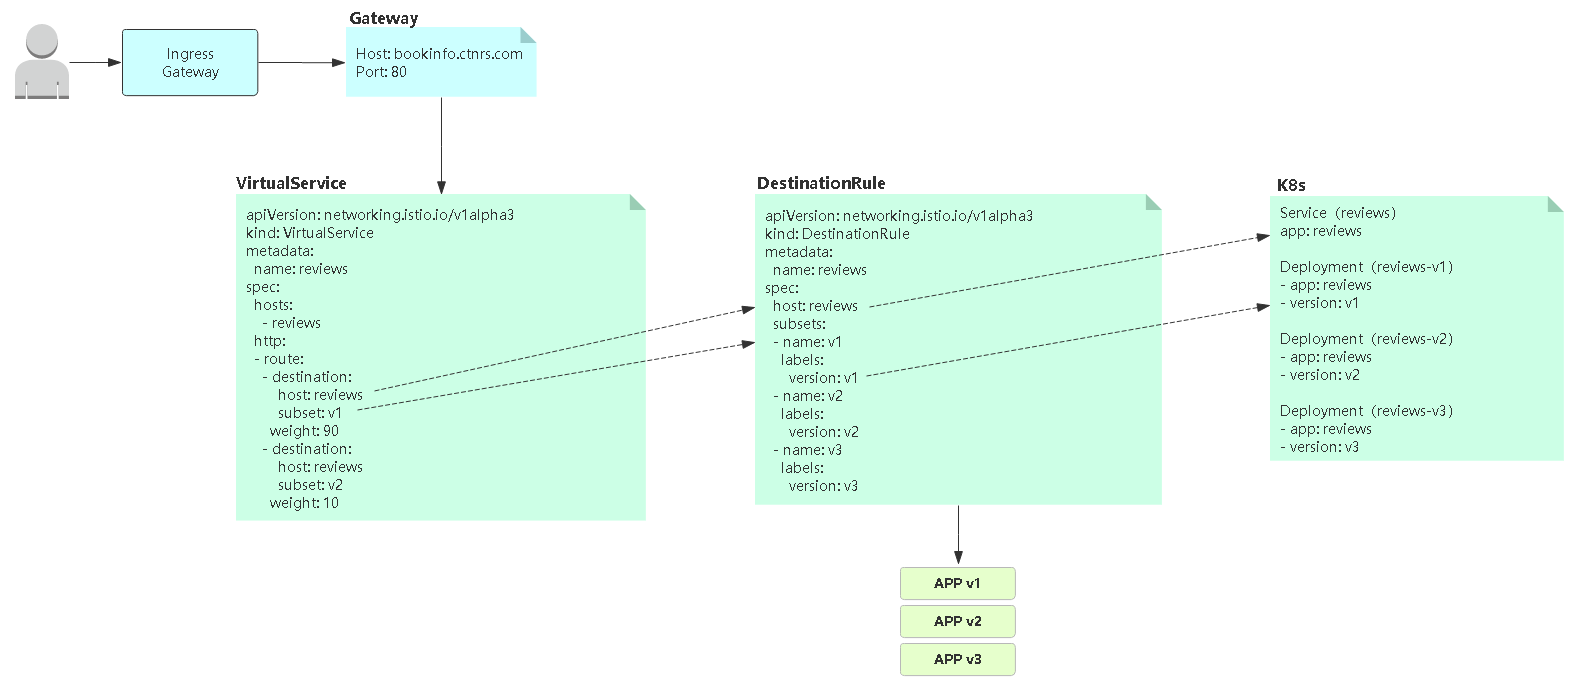 Ingress
Gateway
Gateway
Host: bookinfo.ctnrs.com
Port: 80
VirtualService
apiVersion: networking.istio.io/v1alpha3
kind: VirtualService
metadata:
  name: reviews
spec:
  hosts:
    - reviews
  http:
  - route:
    - destination:
        host: reviews
        subset: v1
      weight: 90
    - destination:
        host: reviews
        subset: v2
      weight: 10
DestinationRule
apiVersion: networking.istio.io/v1alpha3
kind: DestinationRule
metadata:
  name: reviews
spec:
  host: reviews
  subsets:
  - name: v1
    labels:
      version: v1
  - name: v2
    labels:
      version: v2
  - name: v3
    labels:
      version: v3
K8s
Service（reviews）
app: reviews
Deployment（reviews-v1）
- app: reviews
- version: v1
Deployment（reviews-v2）
- app: reviews
- version: v2
Deployment（reviews-v3）
- app: reviews
- version: v3
APP v1
APP v2
APP v3